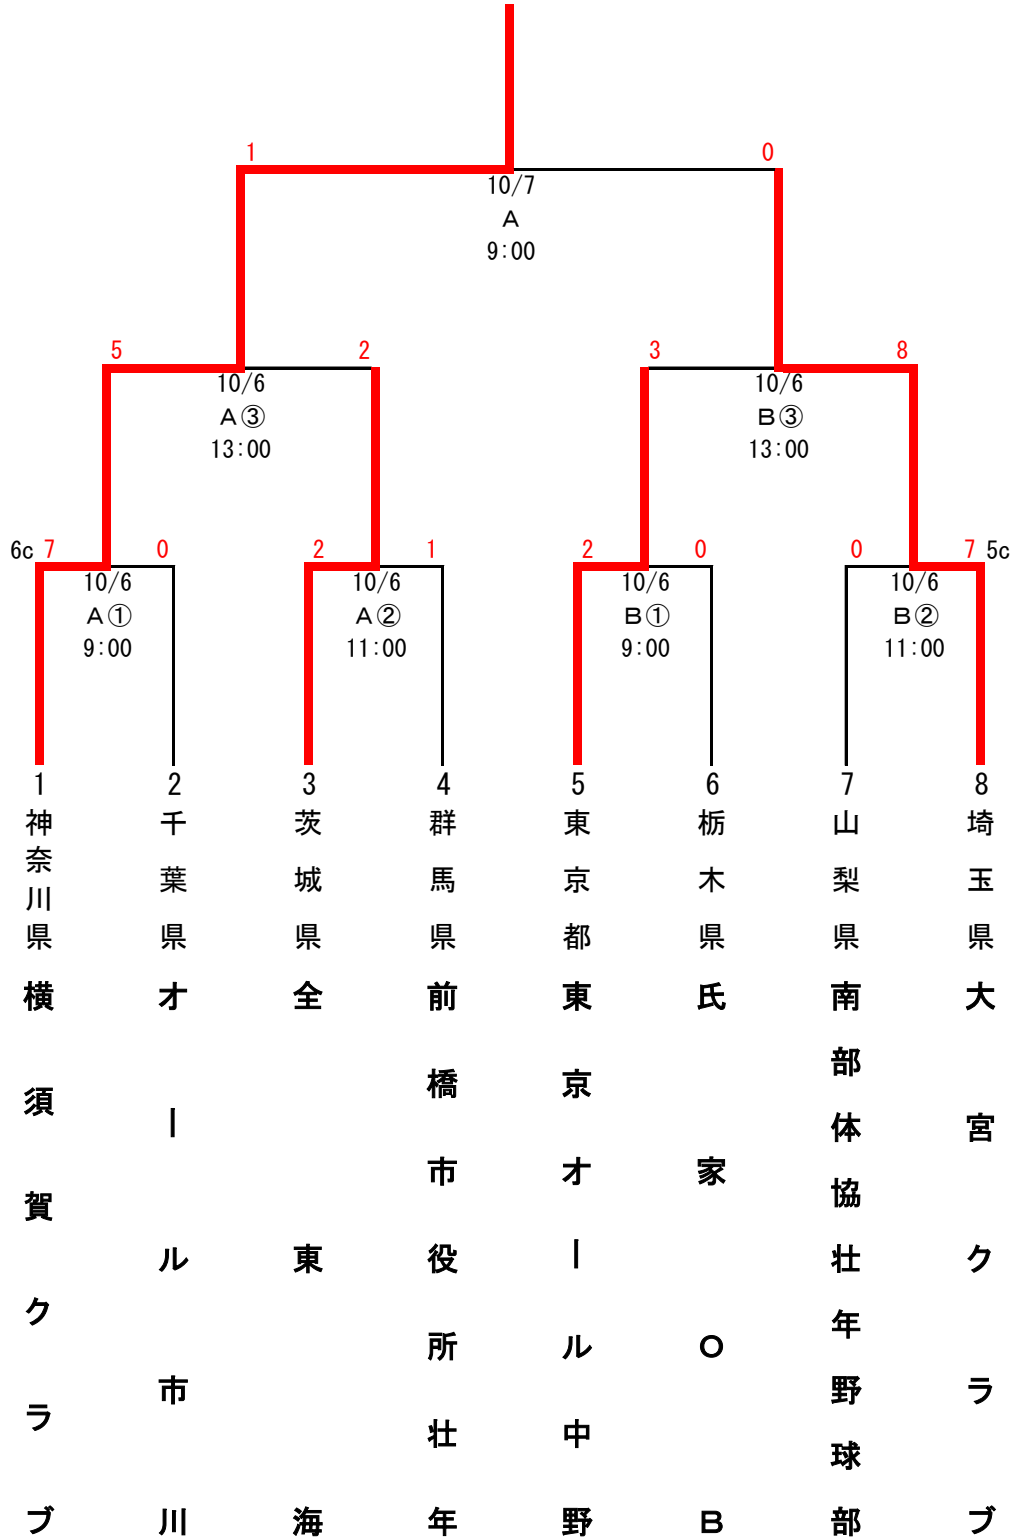 1 0
10/7
A
9:00
5 2 3 8
10/6 10/6
A③ B③
13:00 13:00
6c 7 0 2 1 2 0 0 7 5c
10/6 10/6 10/6 10/6
A① A② B① B②
9:00 11:00 9:00 11:00
1 2 3 4 5 6 7 8
神奈川県
横須賀クラブ
千葉県
オール市川
茨城県
全東海
群馬県
前橋市役所壮年
東京都
東京オール中野
栃木県
氏家OB
山梨県
南部体協壮年野球部
埼玉県
大宮クラブ